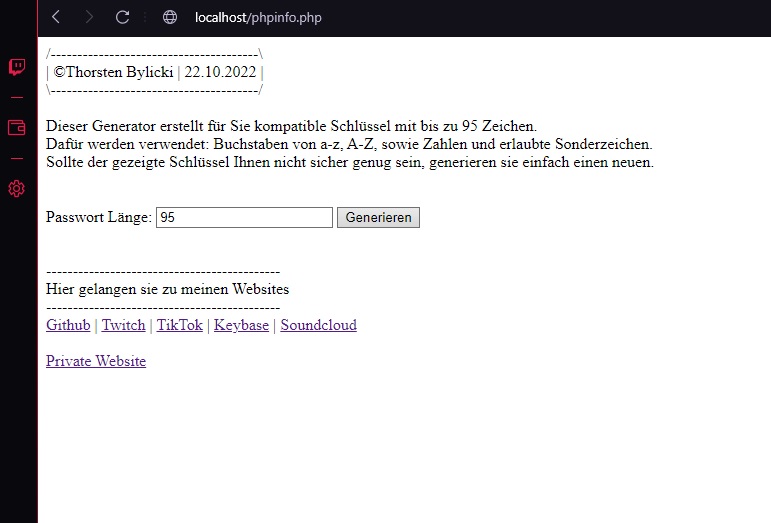 localhost/phpinfo.php
/---------------------------------------\
| ©Thorsten Bylicki | 22.10.2022 |
\---------------------------------------/
Dieser Generator erstellt für Sie kompatible Schlüssel mit bis zu 95 Zeichen.
Dafür werden verwendet: Buchstaben von a-z, A-Z, sowie Zahlen und erlaubte Sonderzeichen.
Sollte der gezeigte Schlüssel Ihnen nicht sicher genug sein, generieren sie einfach einen neuen.
Passwort Länge: 95 Generieren
--------------------------------------------
Hier gelangen sie zu meinen Websites
--------------------------------------------
Github | Twitch | TikTok | Keybase | Soundcloud
Private Website